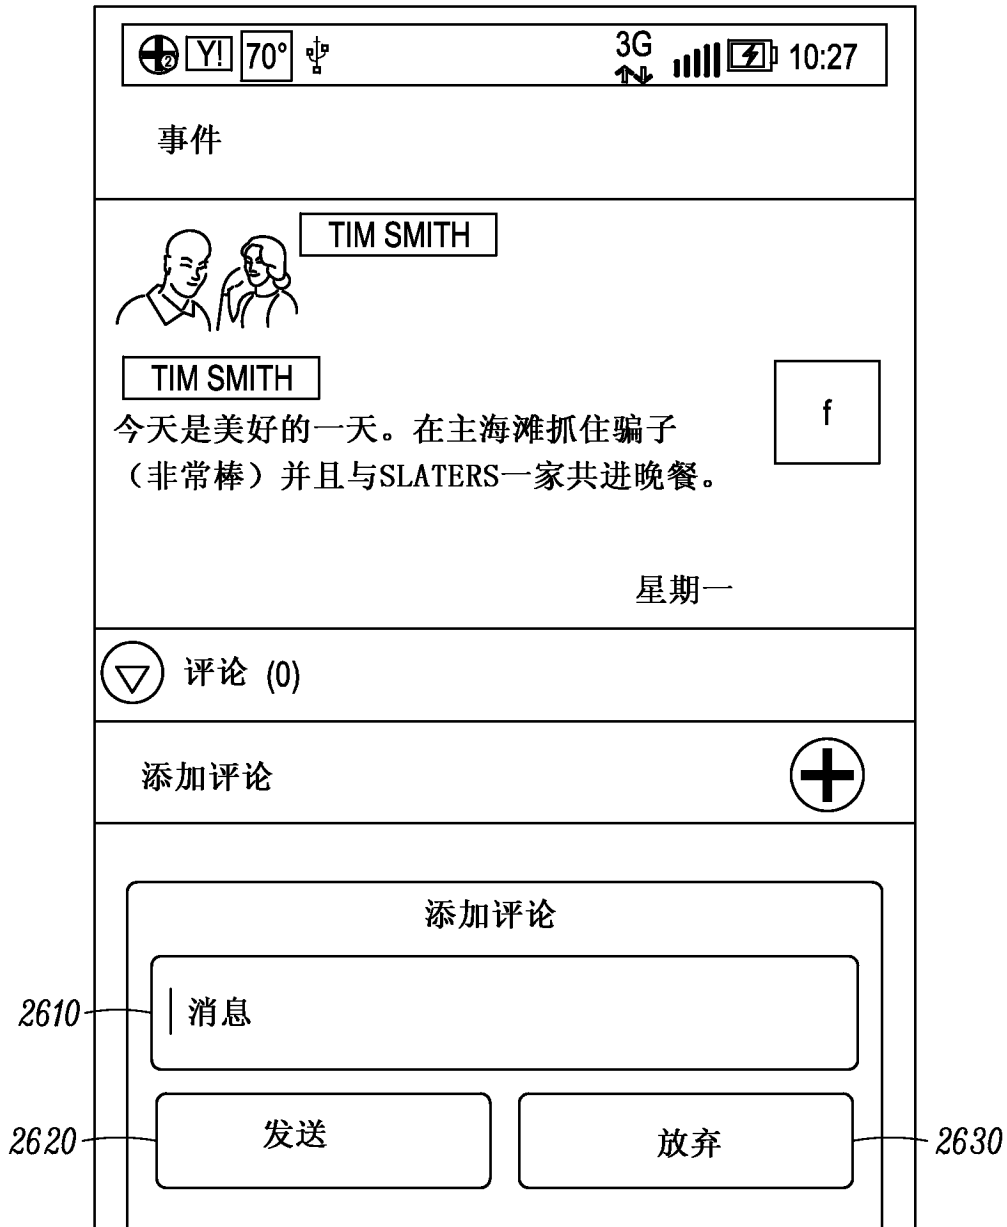 2 Y! 70° 3G 10:27
事件
TIM SMITH
TIM SMITH
今天是美好的一天。在主海滩抓住骗子
（非常棒）并且与SLATERS一家共进晚餐。
f
星期一
评论 (0)
添加评论
添加评论
2610
消息
2620
发送
放弃
2630